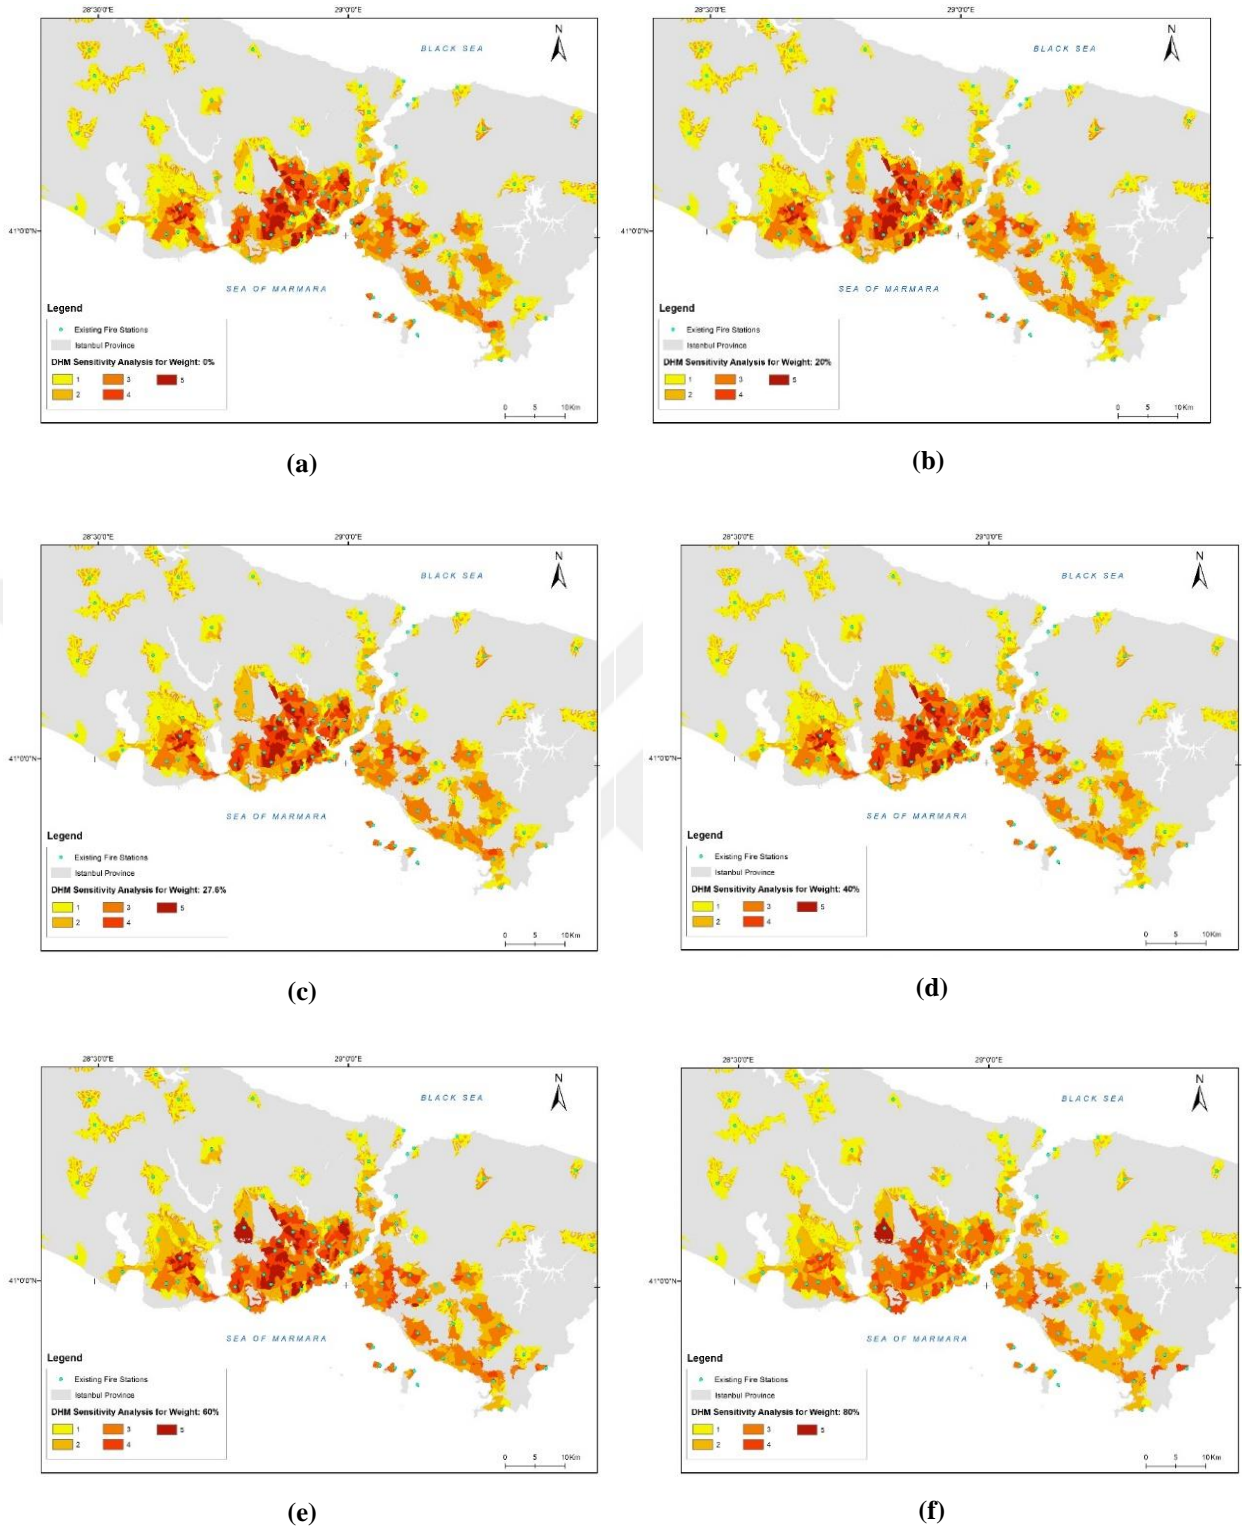 28°30'0"E 29°0'0"E
N
BLACK SEA
41°0'0"N
SEA OF MARMARA
Legend
Existing Fire Stations
Istanbul Province
DHM Sensitivity Analysis for Weight: 0%
1 3 5
2 4
0 5 10Km
(a)
28°30'0"E 29°0'0"E
N
BLACK SEA
41°0'0"N
SEA OF MARMARA
Legend
Existing Fire Stations
Istanbul Province
DHM Sensitivity Analysis for Weight: 20%
1 3 5
2 4
0 5 10Km
(b)
28°30'0"E 29°0'0"E
N
BLACK SEA
41°0'0"N
SEA OF MARMARA
Legend
Existing Fire Stations
Istanbul Province
DHM Sensitivity Analysis for Weight: 27.6%
1 3 5
2 4
0 5 10Km
(c)
28°30'0"E 29°0'0"E
N
BLACK SEA
41°0'0"N
SEA OF MARMARA
Legend
Existing Fire Stations
Istanbul Province
DHM Sensitivity Analysis for Weight: 40%
1 3 5
2 4
0 5 10Km
(d)
28°30'0"E 29°0'0"E
N
BLACK SEA
41°0'0"N
SEA OF MARMARA
Legend
Existing Fire Stations
Istanbul Province
DHM Sensitivity Analysis for Weight: 60%
1 3 5
2 4
0 5 10Km
(e)
28°30'0"E 29°0'0"E
N
BLACK SEA
41°0'0"N
SEA OF MARMARA
Legend
Existing Fire Stations
Istanbul Province
DHM Sensitivity Analysis for Weight: 80%
1 3 5
2 4
0 5 10Km
(f)